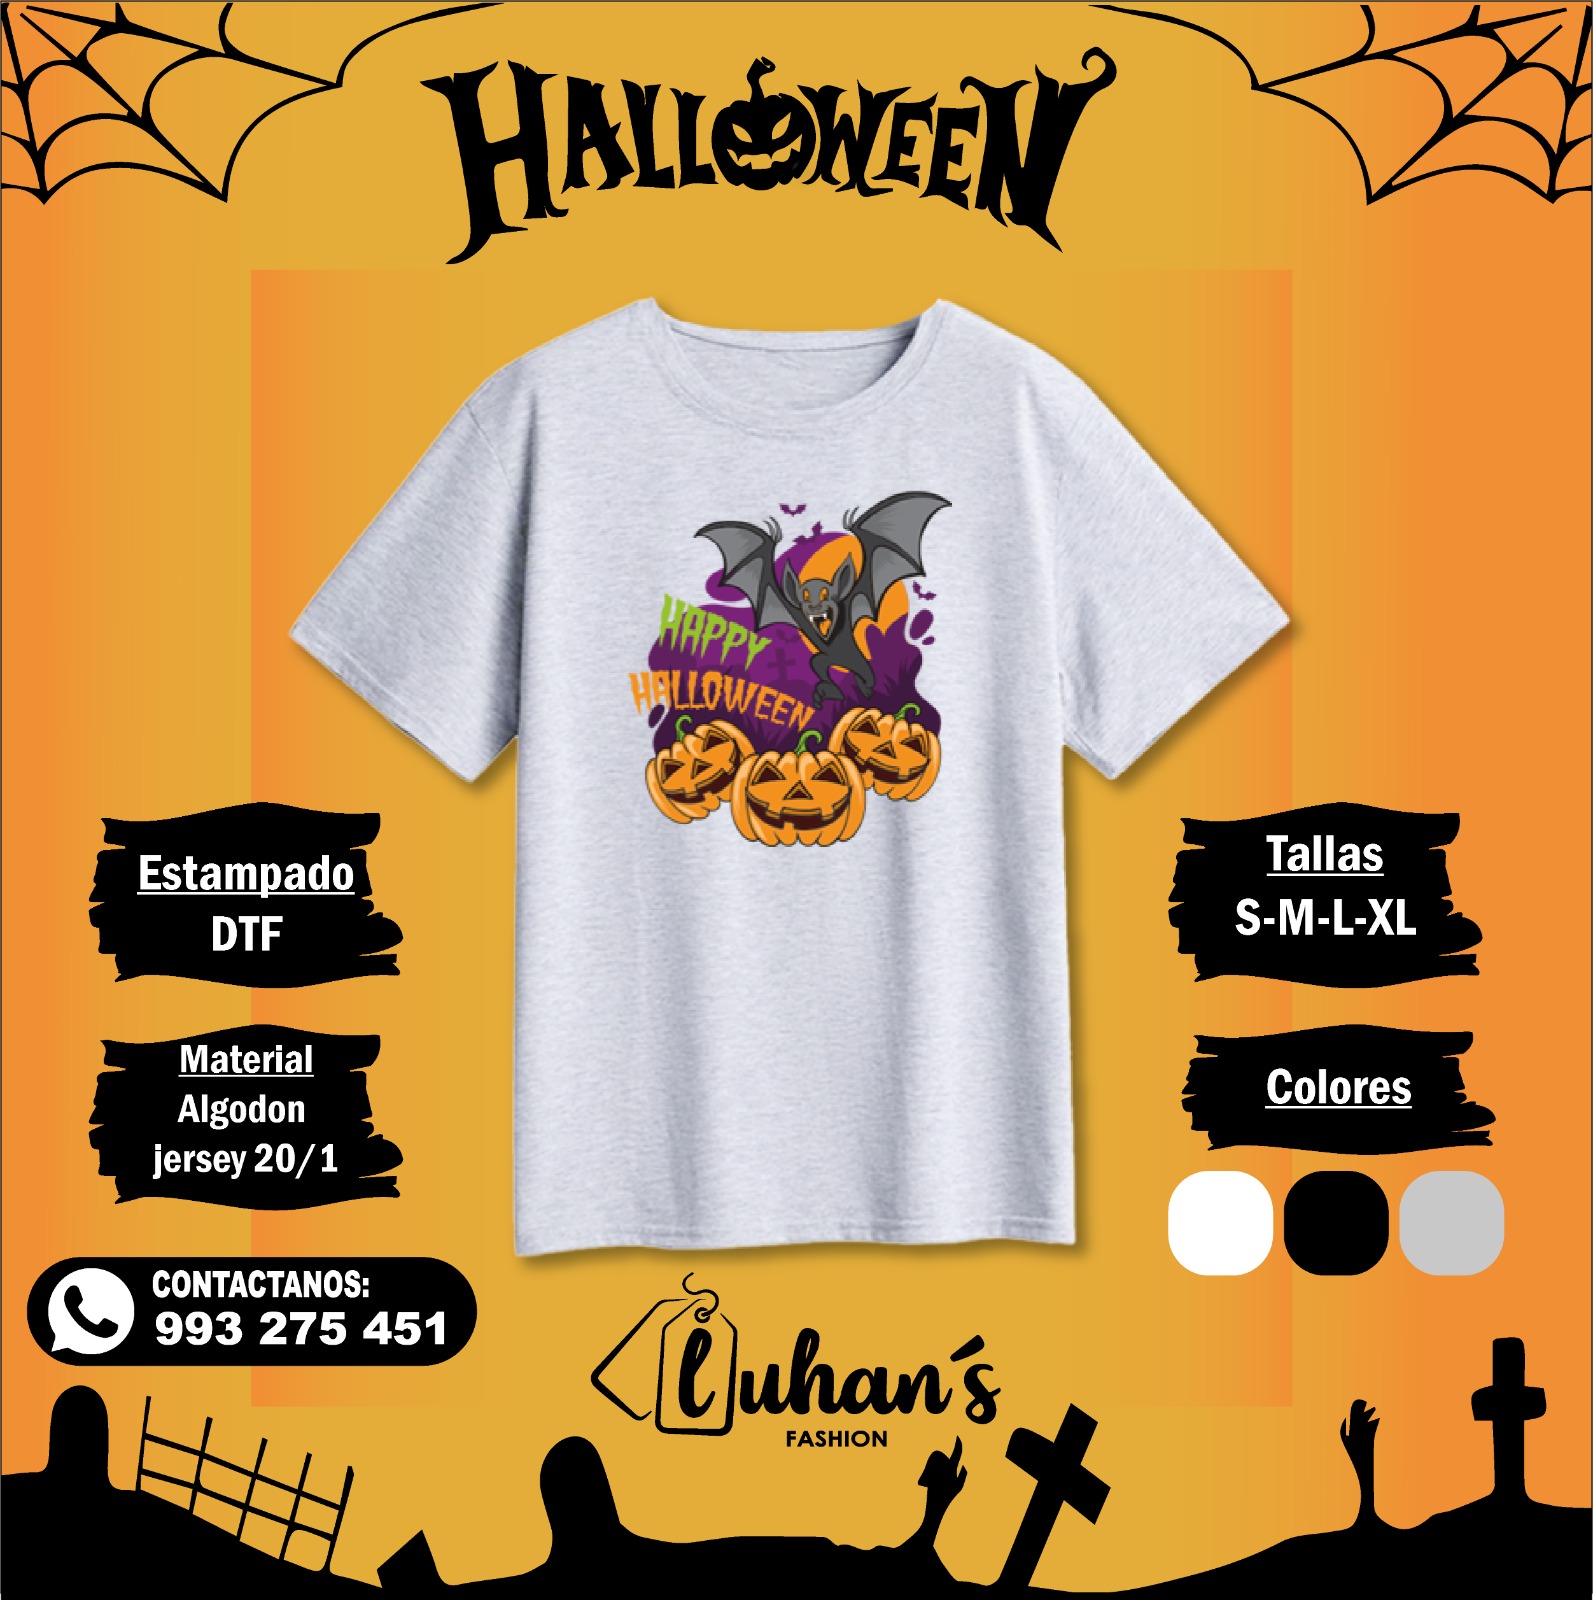 HALLOWEEN
HAPPY
HALLOWEEN
Estampado
DTF
Material
Algodon
jersey 20/1
Tallas
S-M-L-XL
Colores
CONTACTANOS:
993 275 451
luhan´s
FASHION